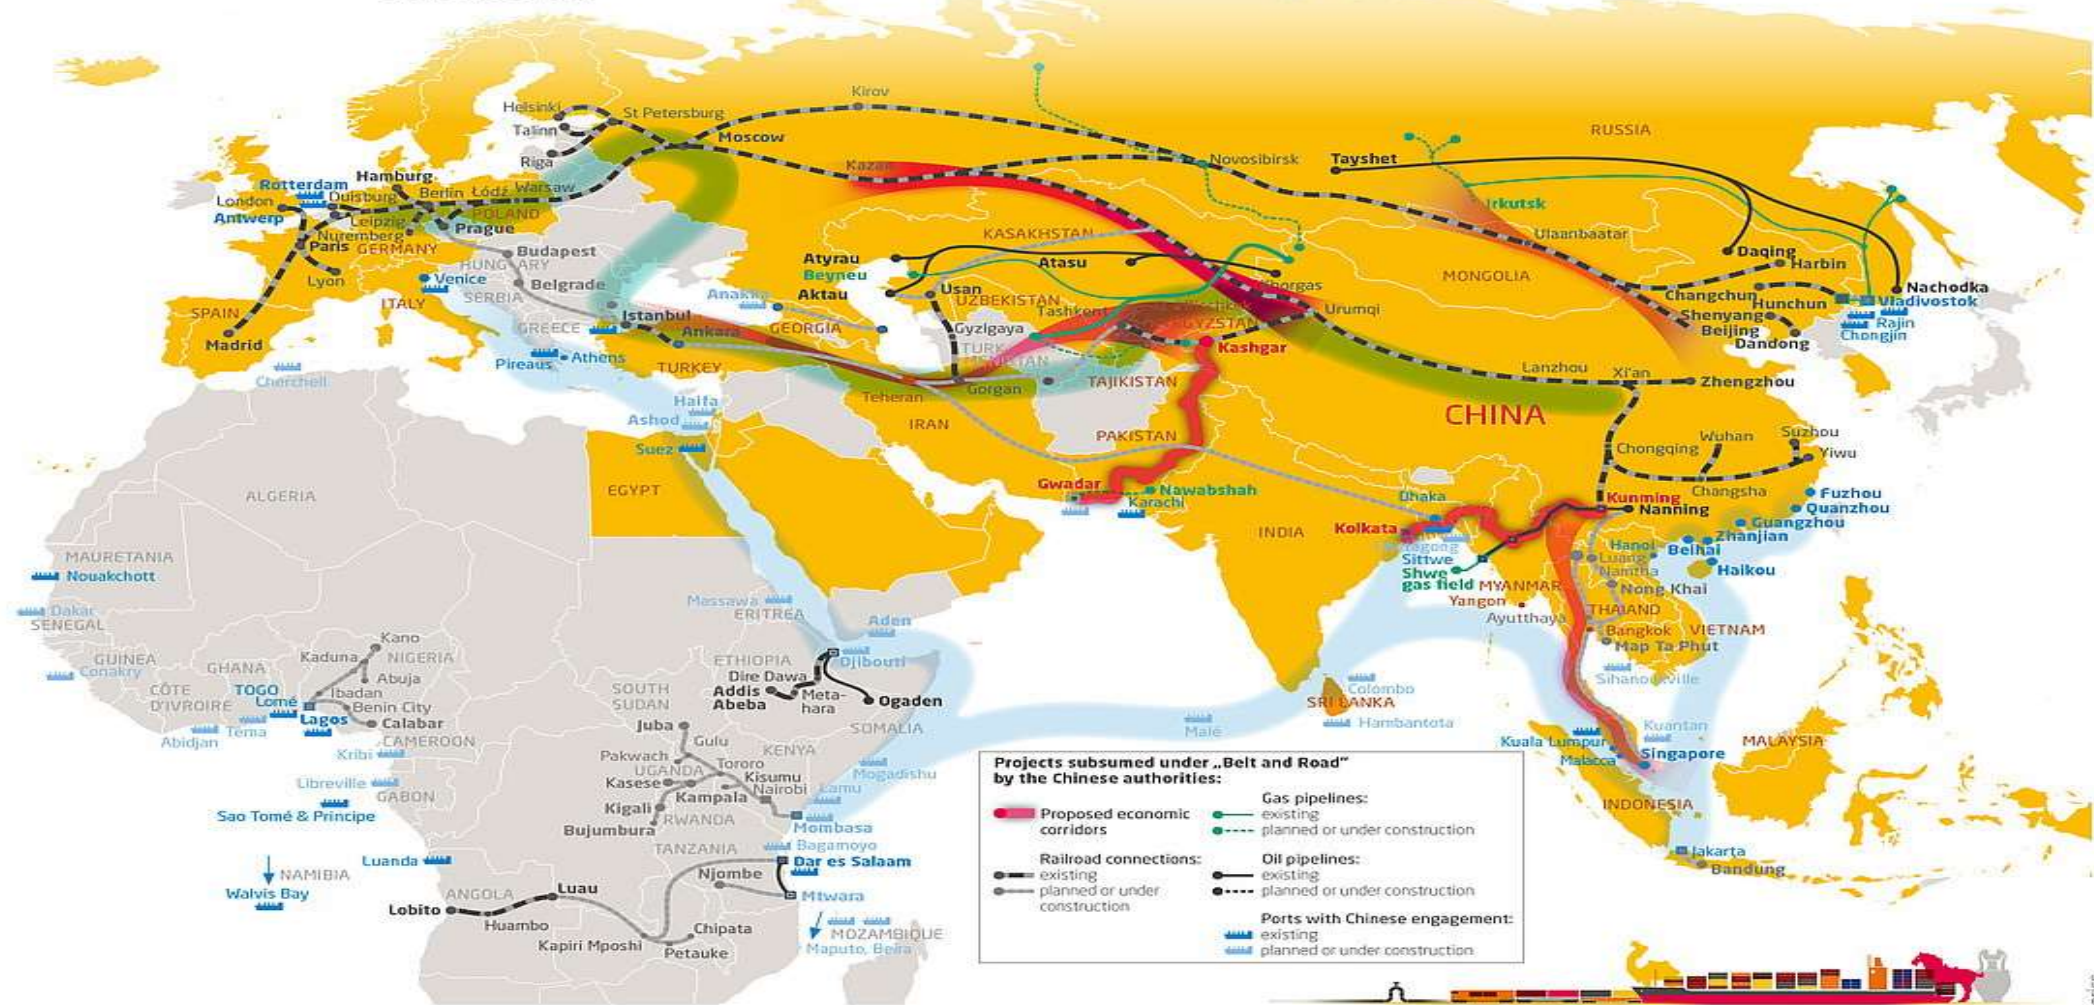 Kirov
Helsinki
St Petersburg
Talinn
Moscow
RUSSIA
Riga
Kazan
Novosibirsk
Tayshet
Hamburg
Rotterdam
Duisburg
Berlin
Łódź
Warsaw
London
Antwerp
Leipzig
POLAND
Prague
Irkutsk
Nuremberg
Paris
GERMANY
KASAKHSTAN
Ulaanbaatar
Budapest
HUNGARY
Atyrau
Atasu
Daqing
Harbin
Lyon
Venice
Beyneu
MONGOLIA
Belgrade
Anaklia
Aktau
Usan
Changchun
Hunchun
Nachodka
Vladivostok
ITALY
SERBIA
UZBEKISTAN
SPAIN
Istanbul
Tashkent
Urumqi
Shenyang
Rajin
GREECE
Ankara
GEORGIA
Gyzlgaya
Beijing
Chongjin
Madrid
Dandong
Kashgar
Pireaus
Athens
TURKEY
Lanzhou
Xi'an
Zhengzhou
Cherchell
TAJIKISTAN
Teheran
Gorgan
Haifa
CHINA
Ashod
IRAN
PAKISTAN
Suez
Chongqing
Wuhan
Suzhou
Yiwu
ALGERIA
EGYPT
Gwadar
Nawabshah
Karachi
Dhaka
Kunming
Nanning
Changsha
Fuzhou
Quanzhou
Guangzhou
INDIA
Kolkata
Zhanjian
Hanoi
Beihai
MAURETANIA
Nouakchott
Sittwe
Luang
Namtha
Haikou
Shwe
gas field
MYANMAR
Nong Khai
Yangon
Dakar
SENEGAL
Massawa
ERITREA
Aden
Ayutthaya
THAIAND
Bangkok
VIETNAM
Map Ta Phut
Kano
Kaduna
NIGERIA
GUINEA
Conakry
GHANA
Abuja
ETHIOPIA
Djibouti
Dire Dawa
Sihanoukville
CÔTE
D'IVROIRE
TOGO
Lomé
Ibadan
Benin City
SOUTH
SUDAN
Addis
Abeba
Meta-
hara
Ogaden
Colombo
SRI LANKA
Hambantota
Lagos
Calabar
Juba
SOMALIA
Malé
Kuantan
Abidjan
Tema
CAMEROON
Gulu
Kuala Lumpur
Singapore
MALAYSIA
Kribi
Pakwach
KENYA
Malacca
UGANDA
Tororo
Mogadishu
Libreville
GABON
Kasese
Kisumu
Nairobi
Lamu
Kampala
INDONESIA
Sao Tomé & Principe
Kigali
RWANDA
Bujumbura
Mombasa
TANZANIA
Bagamoyo
Jakarta
Luanda
Dar es Salaam
Bandung
NAMIBIA
Njombe
Walvis Bay
ANGOLA
Luau
Mtwara
Lobito
Huambo
Chipata
MOZAMBIQUE
Kapiri Mposhi
Petauke
Maputo, Beira
Projects subsumed under „Belt and Road"
by the Chinese authorities:
Proposed economic
corridors
Gas pipelines:
existing
planned or under construction
Railroad connections:
existing
planned or under
construction
Oil pipelines:
existing
planned or under construction
Ports with Chinese engagement:
existing
planned or under construction